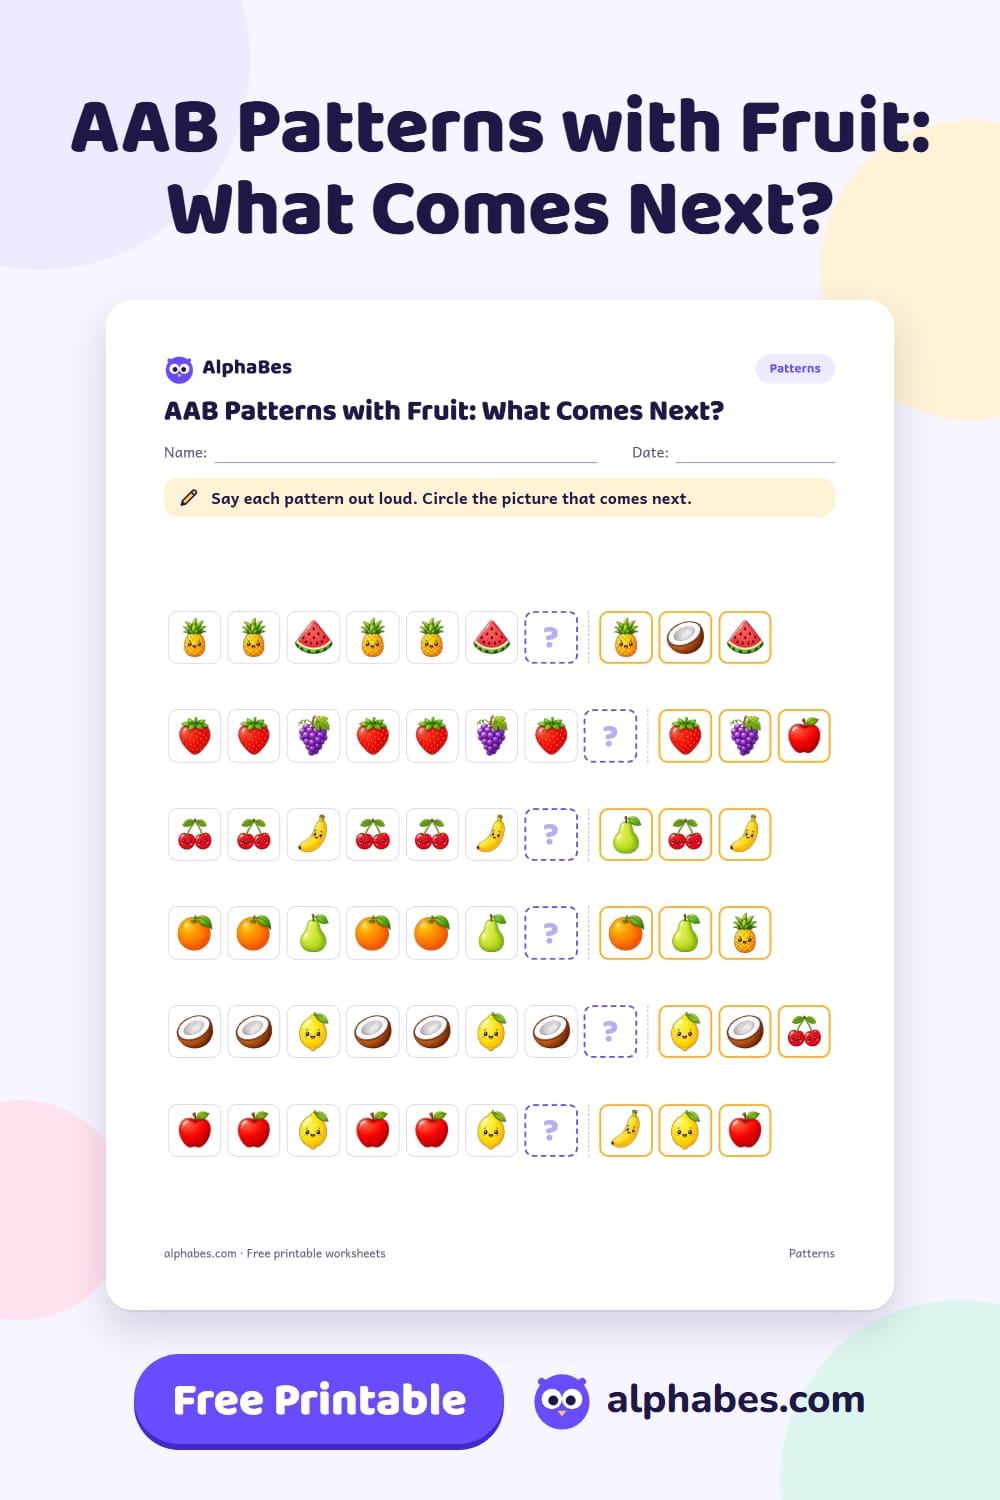 AAB Patterns with Fruit:
What Comes Next?
AlphaBes
Patterns
AAB Patterns with Fruit: What Comes Next?
Name:
Date:
Say each pattern out loud. Circle the picture that comes next.
?
?
?
?
?
?
alphabes.com · Free printable worksheets
Patterns
Free Printable
alphabes.com